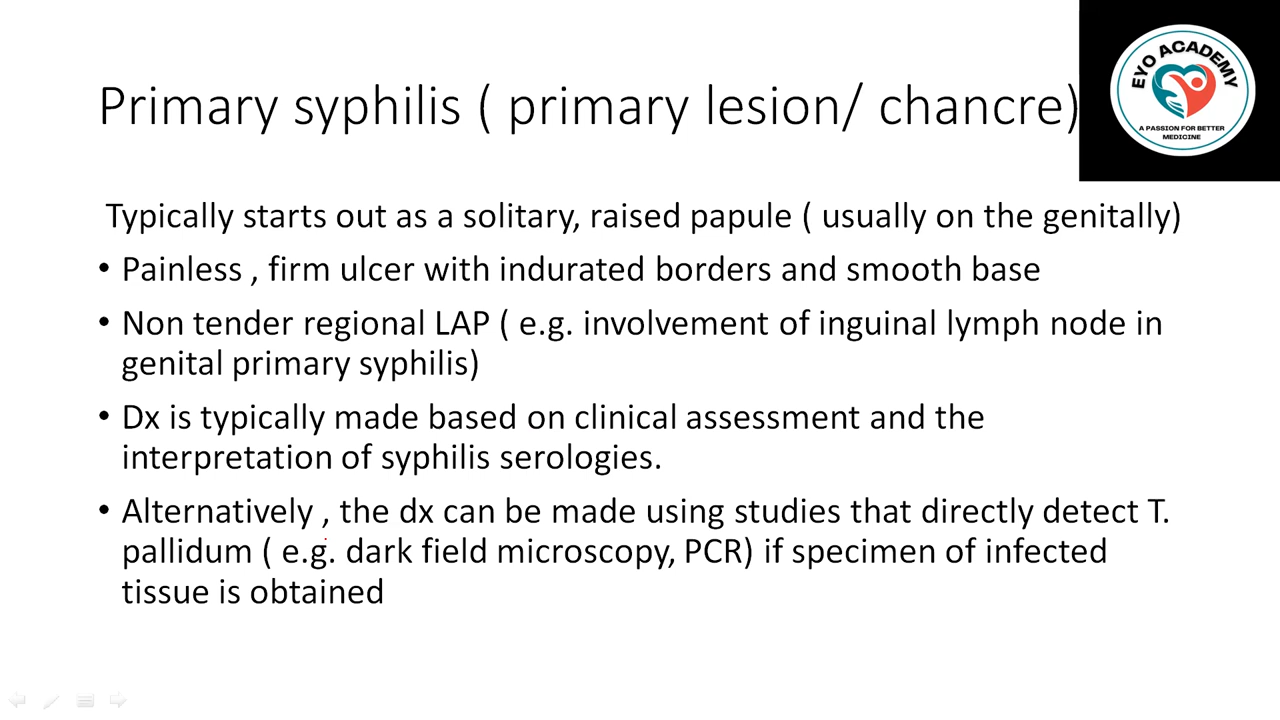 Primary syphilis ( primary lesion/ chancre)
EYO ACADEMY
A PASSION FOR BETTER
MEDICINE
Typically starts out as a solitary, raised papule ( usually on the genitally)
• Painless , firm ulcer with indurated borders and smooth base
• Non tender regional LAP ( e.g. involvement of inguinal lymph node in
genital primary syphilis)
• Dx is typically made based on clinical assessment and the
interpretation of syphilis serologies.
• Alternatively , the dx can be made using studies that directly detect T.
pallidum ( e.g. dark field microscopy, PCR) if specimen of infected
tissue is obtained